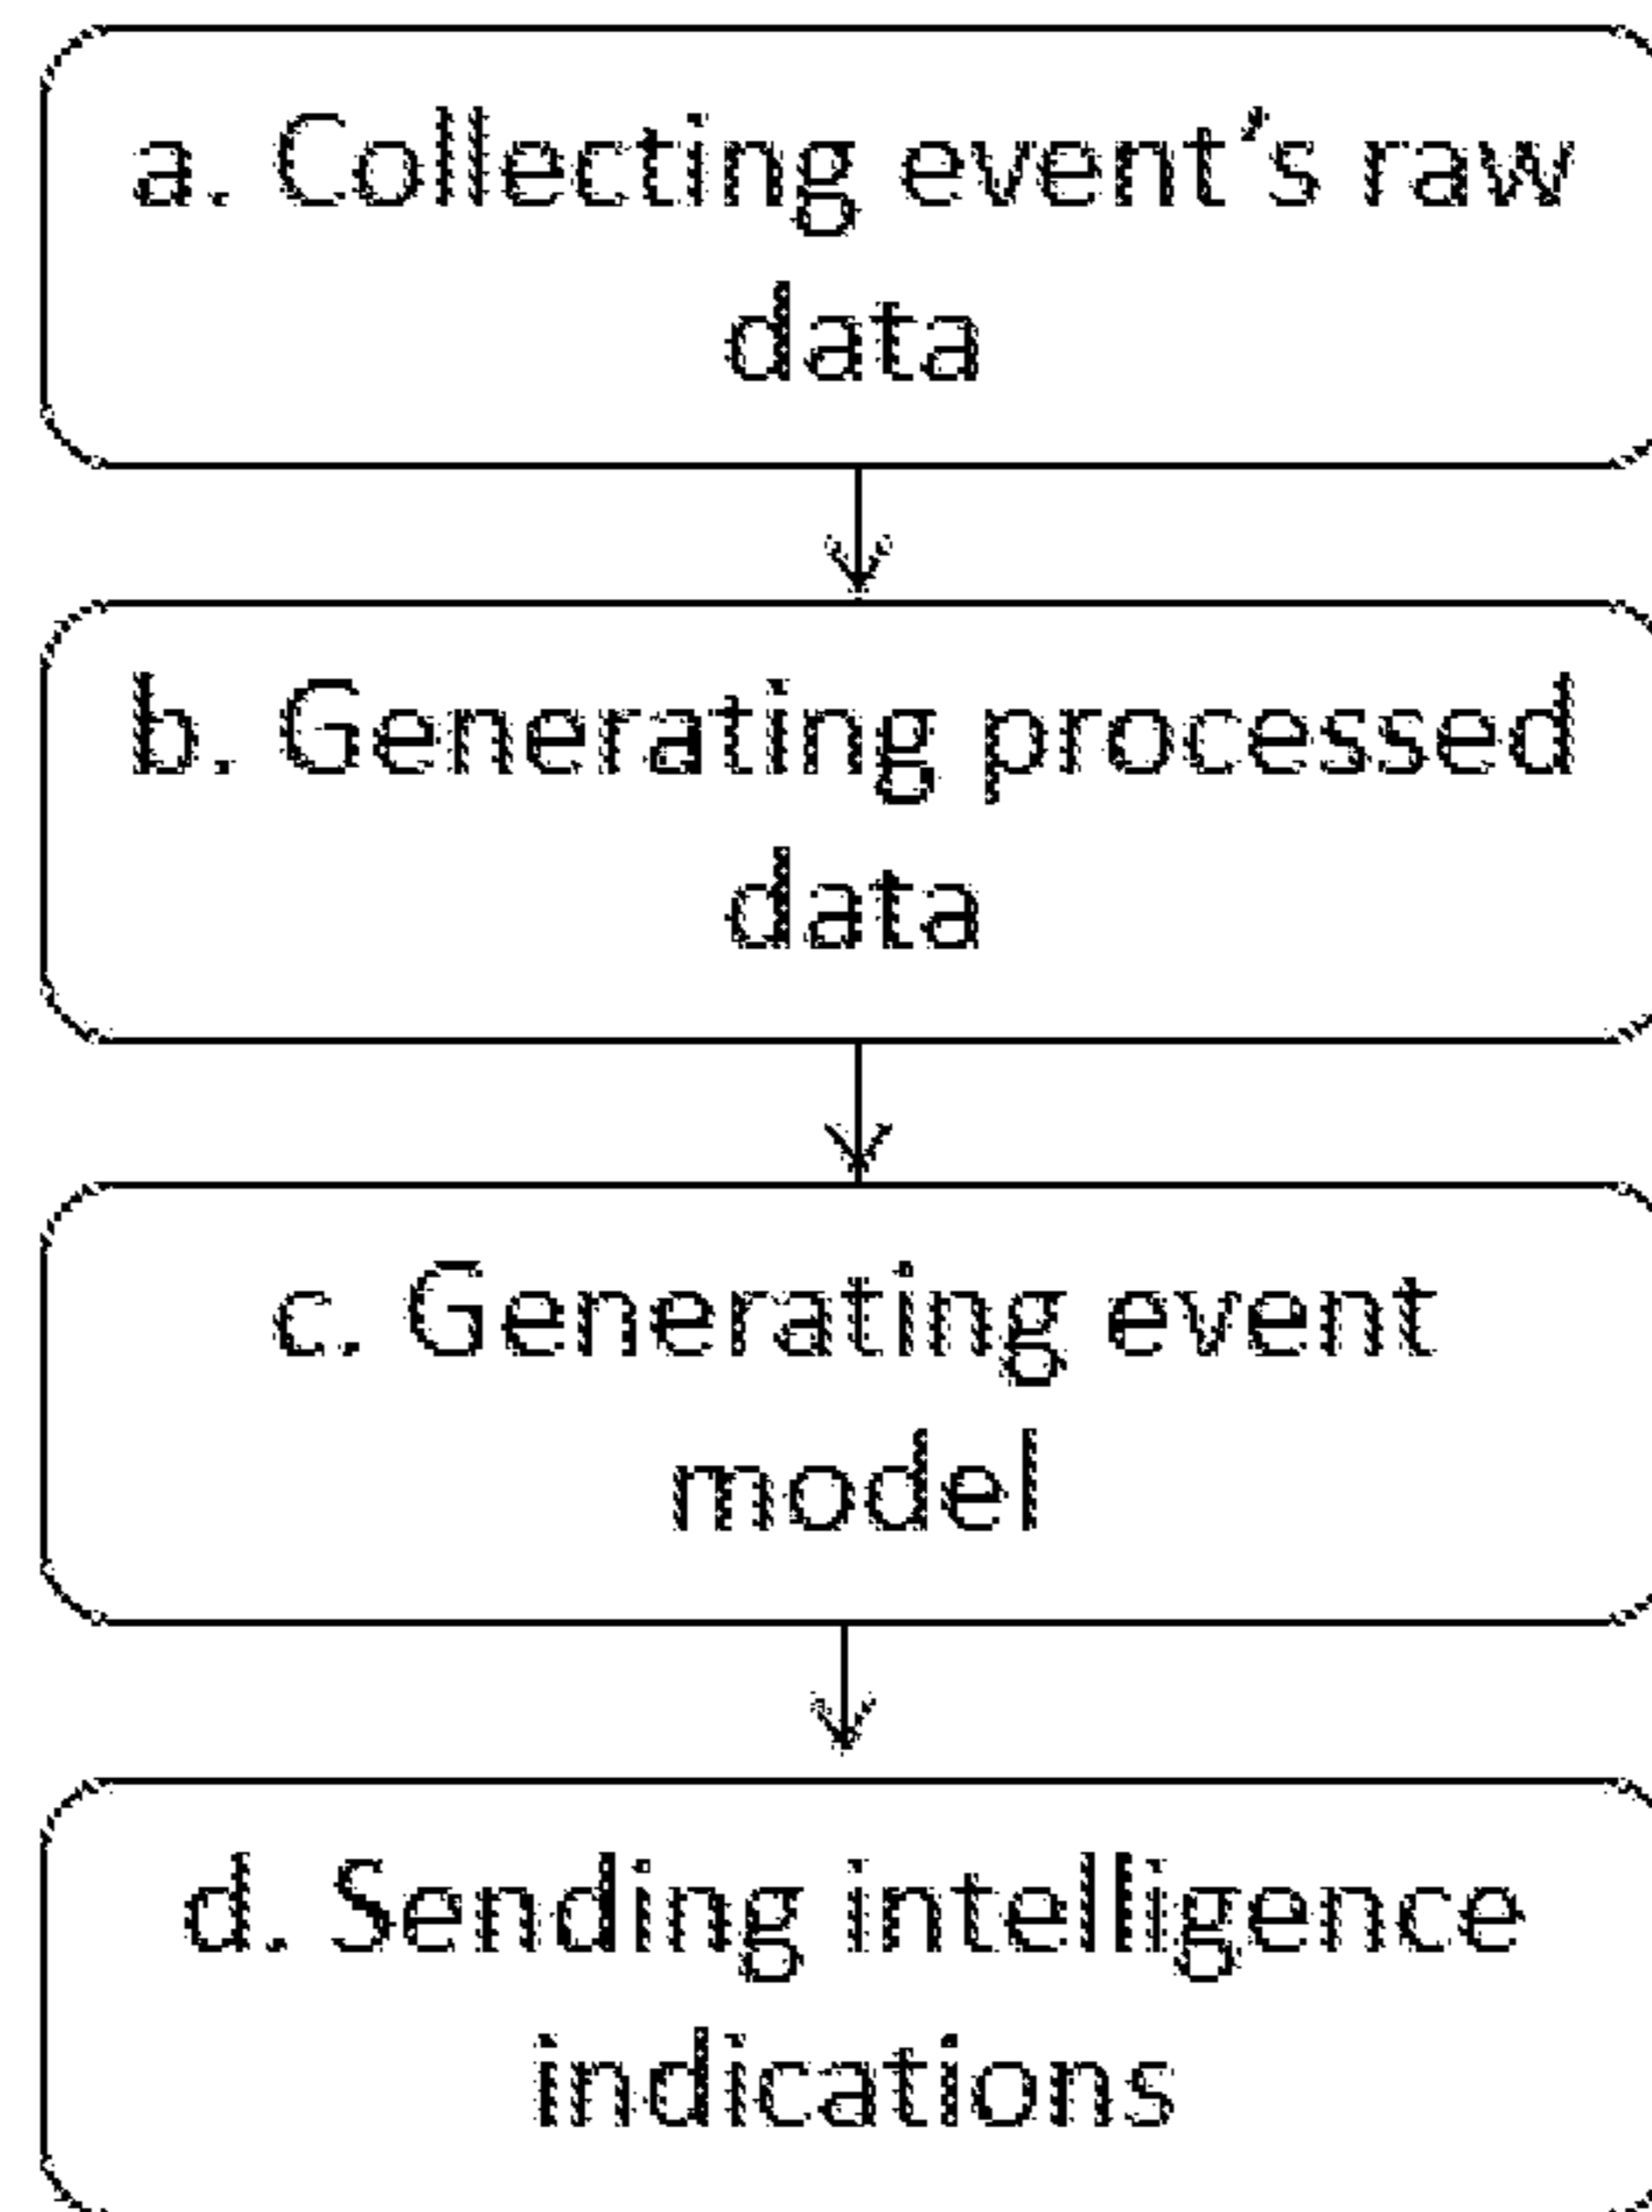 a. Collecting event’s raw
data
b. Generating processed
data
c. Generating event
model
d. Sending intelligence
indications